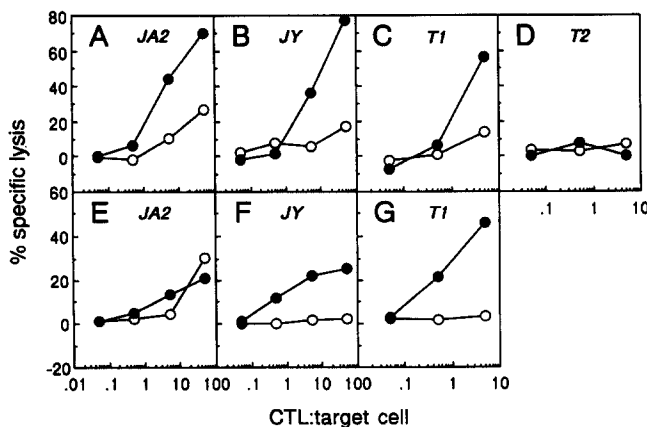 A JA2
B JY
C T1
D T2
80
60
40
20
0
.1 1 10
% specific lysis
E JA2
F JY
G T1
60
40
20
0
-20
.01 .1 1 10 100 .1 1 10 100 .1 1 10
CTL:target cell